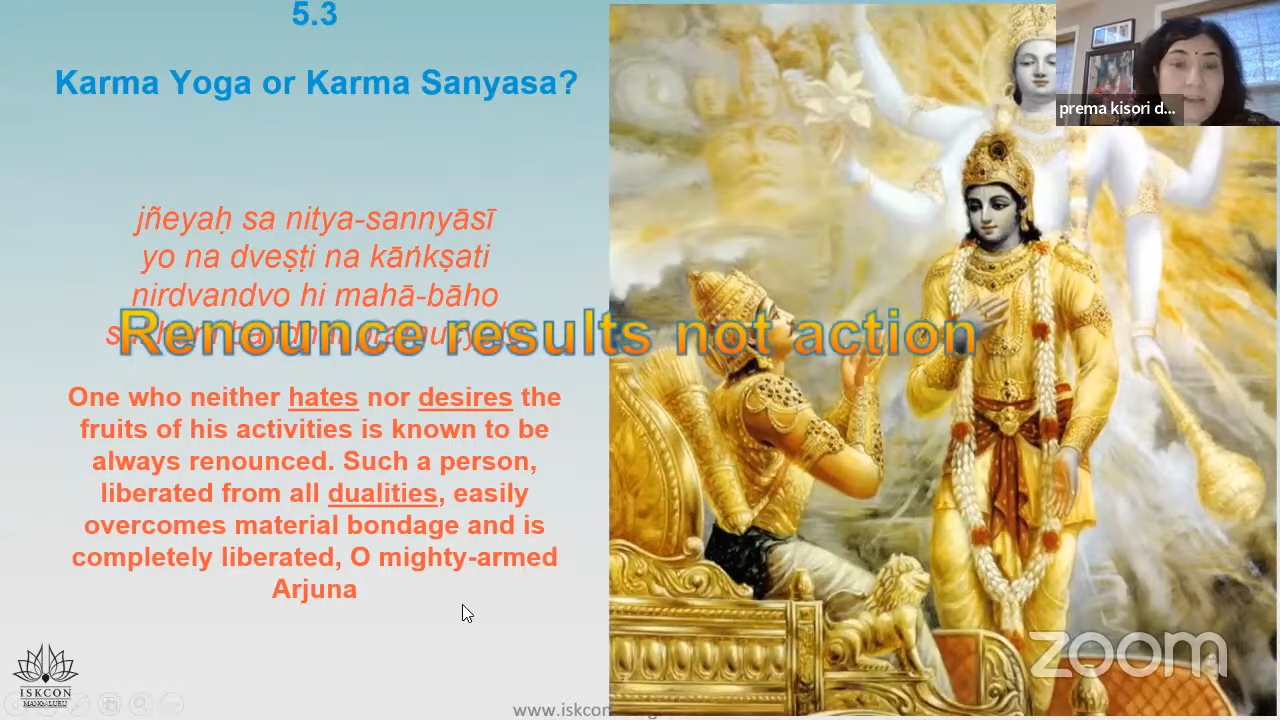 5.3
Karma Yoga or Karma Sanyasa?
prema kisori d...
jñeyaḥ sa nitya-sannyāsī
yo na dveṣṭi na kāṅkṣati
nirdvandvo hi mahā-bāho
Renounce results not action
One who neither hates nor desires the
fruits of his activities is known to be
always renounced. Such a person,
liberated from all dualities, easily
overcomes material bondage and is
completely liberated, O mighty-armed
Arjuna
zoom
ISKCON
MANGALURU
www.iskcon